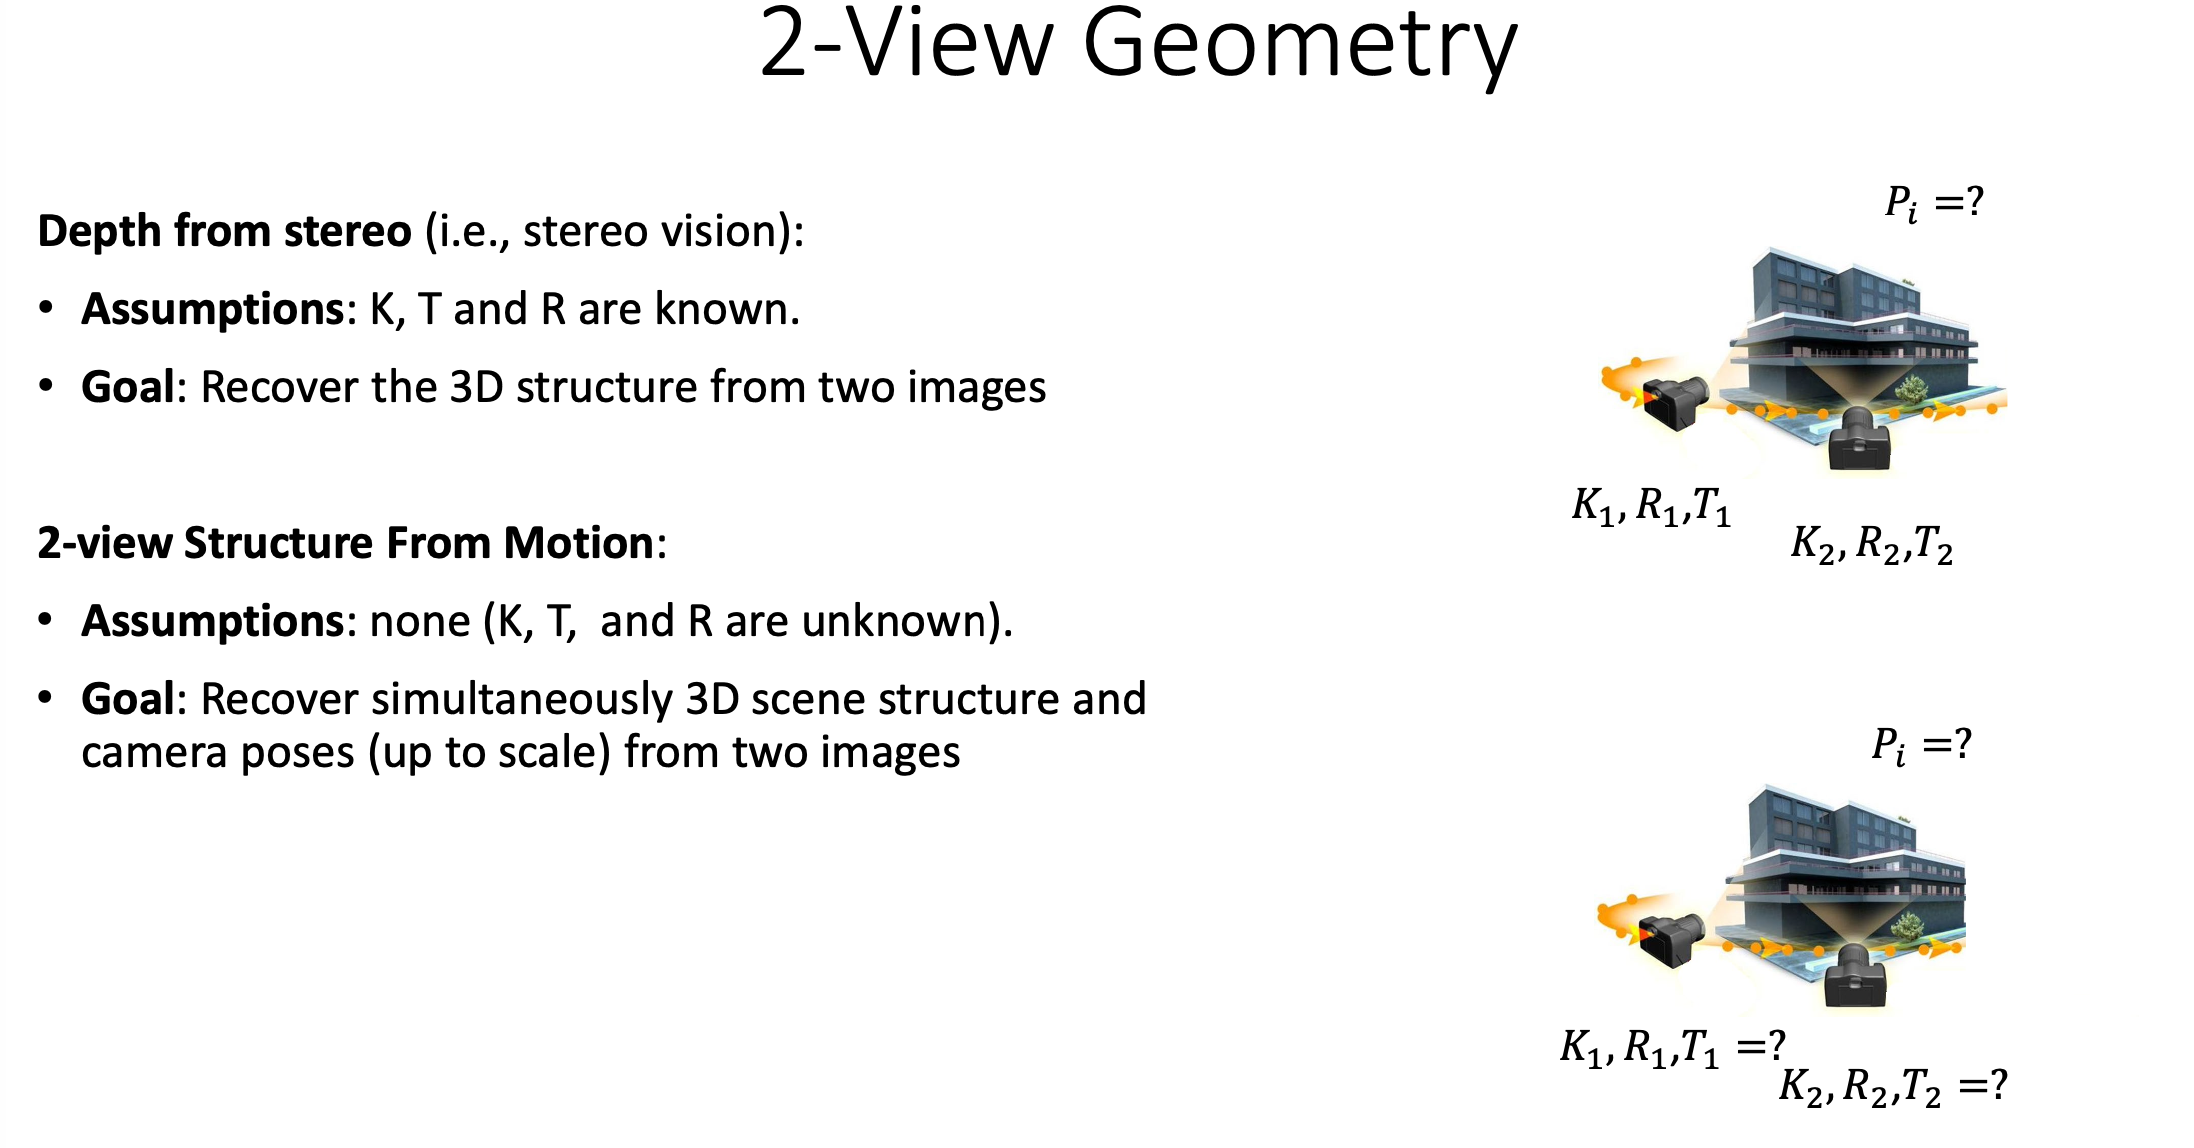 2-View Geometry
Depth from stereo (i.e., stereo vision):
• Assumptions: K, T and R are known.
• Goal: Recover the 3D structure from two images
P_i =?
K_1, R_1,T_1
K_2, R_2,T_2
2-view Structure From Motion:
• Assumptions: none (K, T,  and R are unknown).
• Goal: Recover simultaneously 3D scene structure and
camera poses (up to scale) from two images
P_i =?
K_1, R_1,T_1 =?
K_2, R_2,T_2 =?